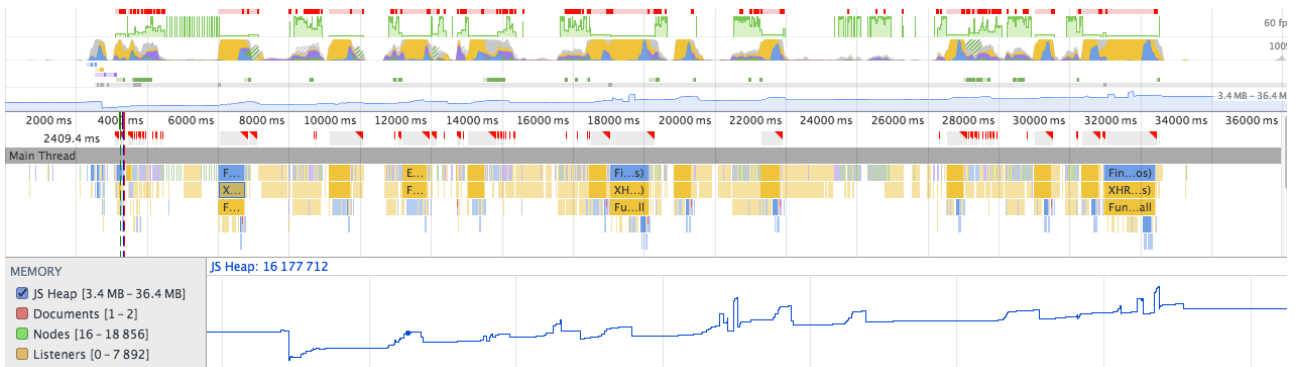 60 fp
100
3.4 MB – 36.4 M
2000 ms 4000 ms 6000 ms 8000 ms 10000 ms 12000 ms 14000 ms 16000 ms 18000 ms 20000 ms 22000 ms 24000 ms 26000 ms 28000 ms 30000 ms 32000 ms 34000 ms 36000 ms
2409.4 ms
Main Thread
F... E... Fi...s) Fin...os)
X... F... XH...) XHR...s)
F... Fu...ll Fun...all
MEMORY
JS Heap: 16 177 712
JS Heap [3.4 MB – 36.4 MB]
Documents [1 – 2]
Nodes [16 – 18 856]
Listeners [0 – 7 892]